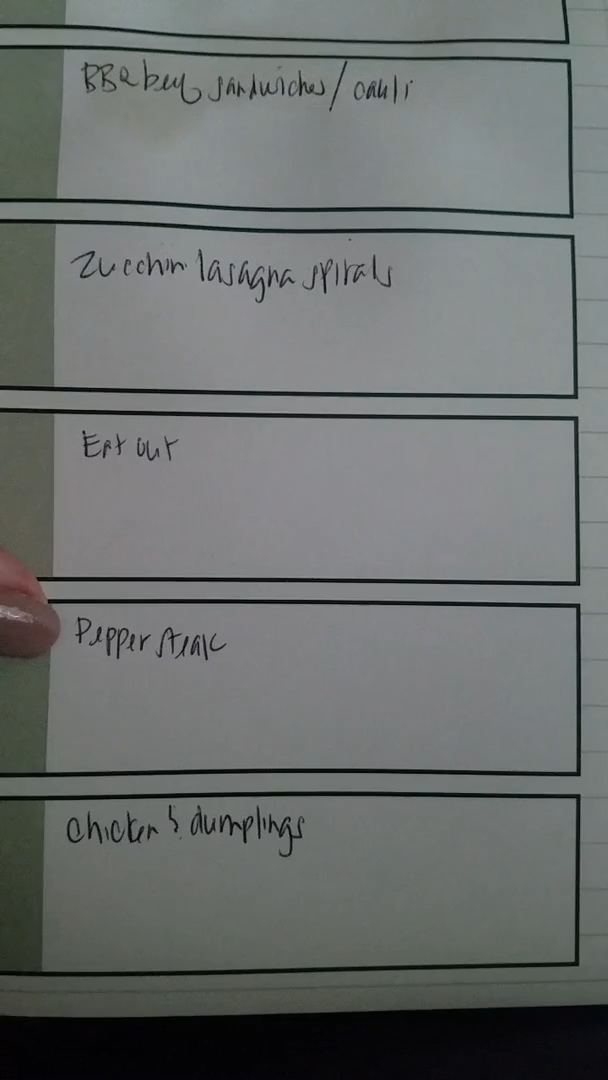 BBQ beef sandwiches / cauli
Zucchini lasagna spirals
Eat out
Pepper steak
Chicken & dumplings